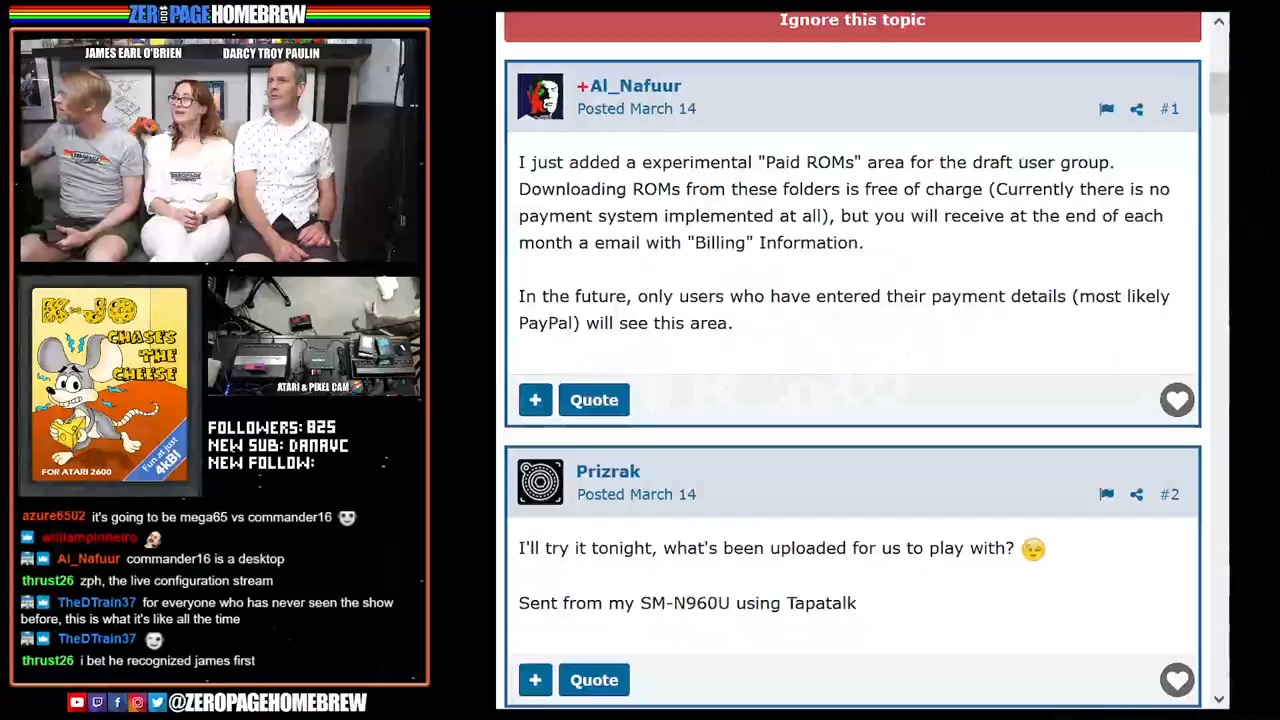 ZEROPAGEHOMEBREW
JAMES EARL O'BRIEN
DARCY TROY PAULIN
K-JO
CHASES
THE
CHEESE
FOR ATARI 2600
Fun at just
4kB!
ATARI & PIXEL CAM
FOLLOWERS: 825
NEW SUB: DANAYC
NEW FOLLOW:
azure6502 it's going to be mega65 vs commander16
williampinheiro
Al_Nafuur commander16 is a desktop
thrust26 zph, the live configuration stream
TheDTrain37 for everyone who has never seen the show
before, this is what it's like all the time
TheDTrain37
thrust26 i bet he recognized james first
@ZEROPAGEHOMEBREW
Ignore this topic
+Al_Nafuur
Posted March 14
#1
I just added a experimental "Paid ROMs" area for the draft user group.
Downloading ROMs from these folders is free of charge (Currently there is no
payment system implemented at all), but you will receive at the end of each
month a email with "Billing" Information.
In the future, only users who have entered their payment details (most likely
PayPal) will see this area.
+ Quote
Prizrak
Posted March 14
#2
I'll try it tonight, what's been uploaded for us to play with?
Sent from my SM-N960U using Tapatalk
+ Quote